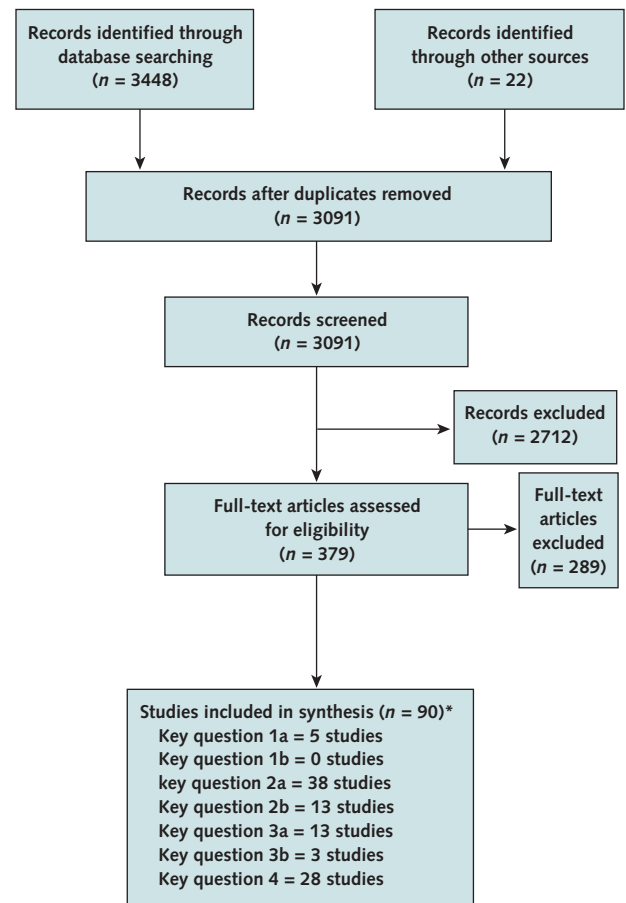 Records identified through
database searching
(n = 3448)
Records identified
through other sources
(n = 22)
Records after duplicates removed
(n = 3091)
Records screened
(n = 3091)
Records excluded
(n = 2712)
Full-text articles assessed
for eligibility
(n = 379)
Full-text
articles
excluded
(n = 289)
Studies included in synthesis (n = 90)*
Key question 1a = 5 studies
Key question 1b = 0 studies
key question 2a = 38 studies
Key question 2b = 13 studies
Key question 3a = 13 studies
Key question 3b = 3 studies
Key question 4 = 28 studies